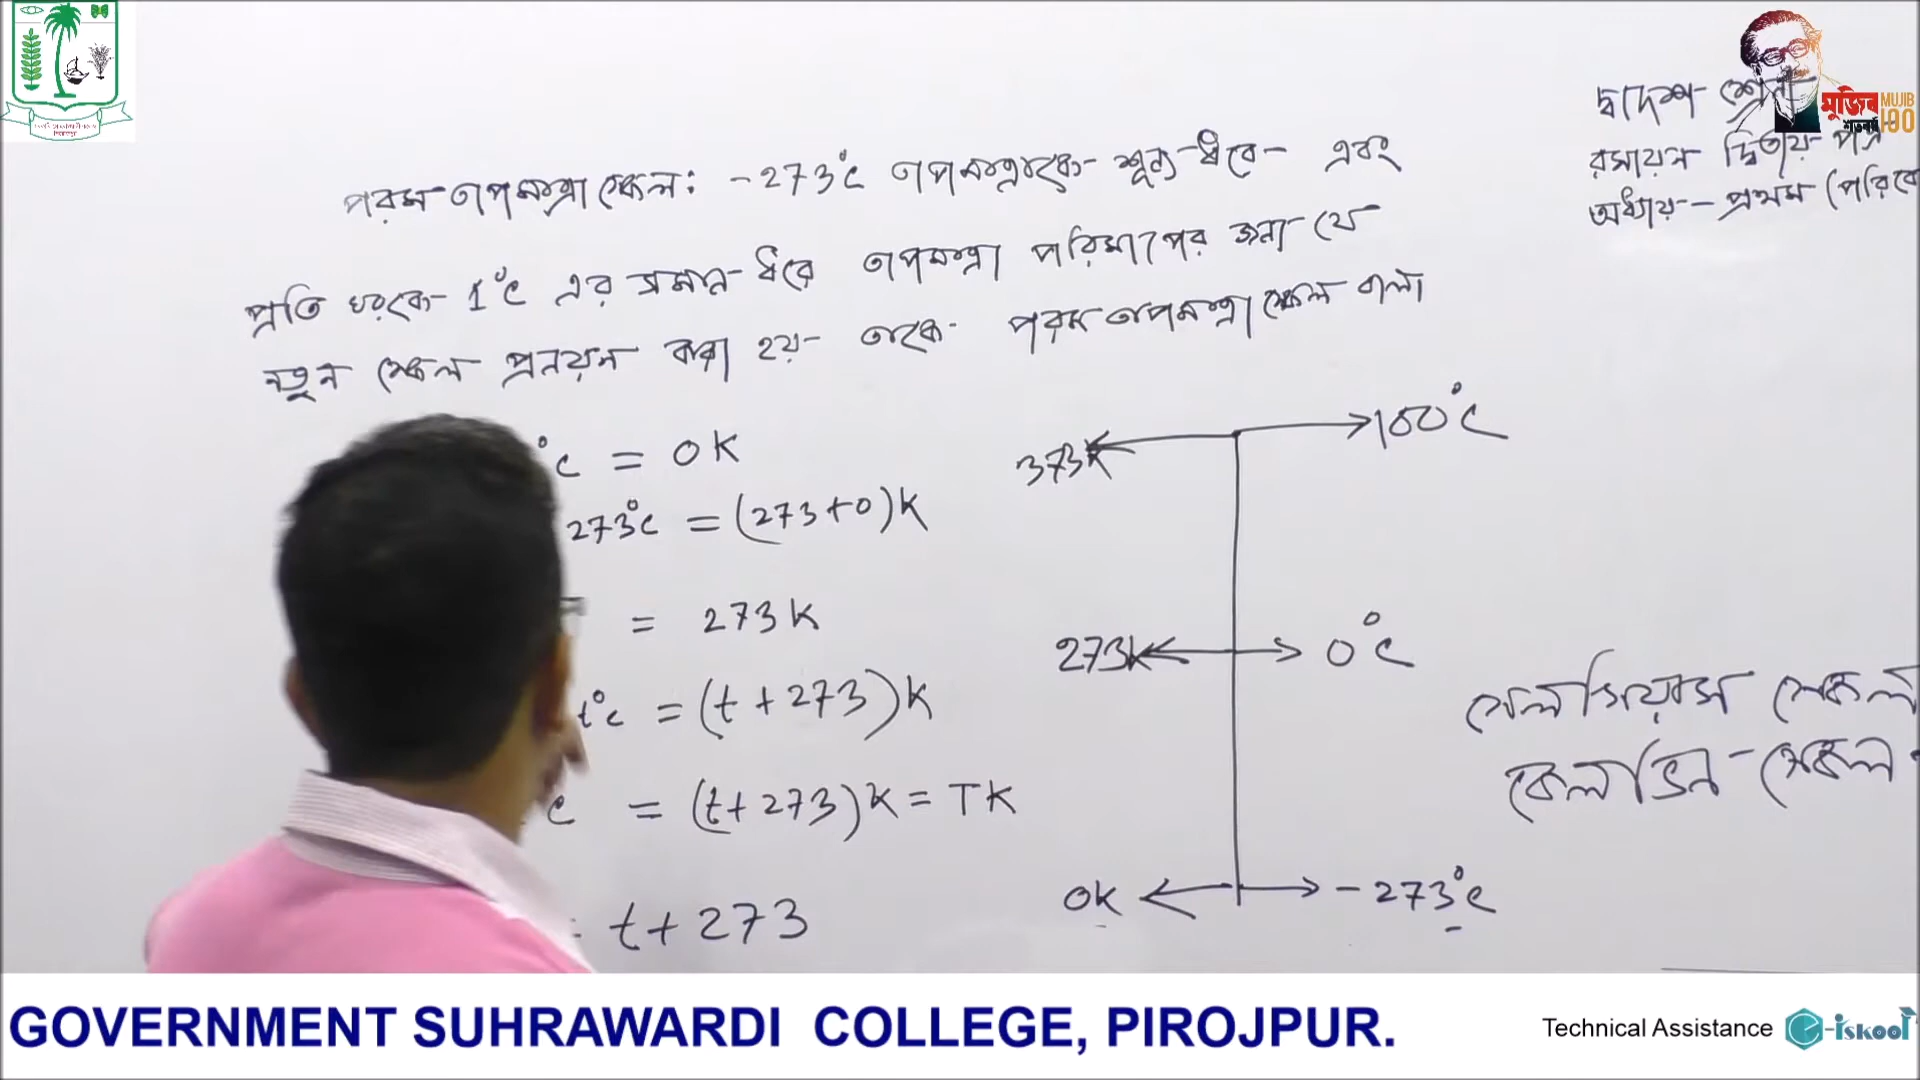 দ্বাদশ শ্রেণী
রসায়ন দ্বিতীয় পত্র
অধ্যায় - প্রথম (পরিবে
পরম তাপমাত্রা স্কেল: -273°C তাপমাত্রাকে শূন্য ধরে এবং
প্রতি ঘরকে 1°C এর সমান ধরে তাপমাত্রা পরিমাপের জন্য যে
নতুন স্কেল প্রনয়ন করা হয় তাকে পরম তাপমাত্রা স্কেল বলা
°C = 0K
273°C = (273+0)K
= 273K
t°C = (t+273)K
C = (t+273)K = TK
= t+273
373K 100°C
273K 0°C
0K -273°C
সেলসিয়াস স্কেল
কেলভিন স্কেল
মুজিব MUJIB
শতবর্ষ 100
GOVERNMENT SUHRAWARDI COLLEGE, PIROJPUR.
Technical Assistance e-iskool